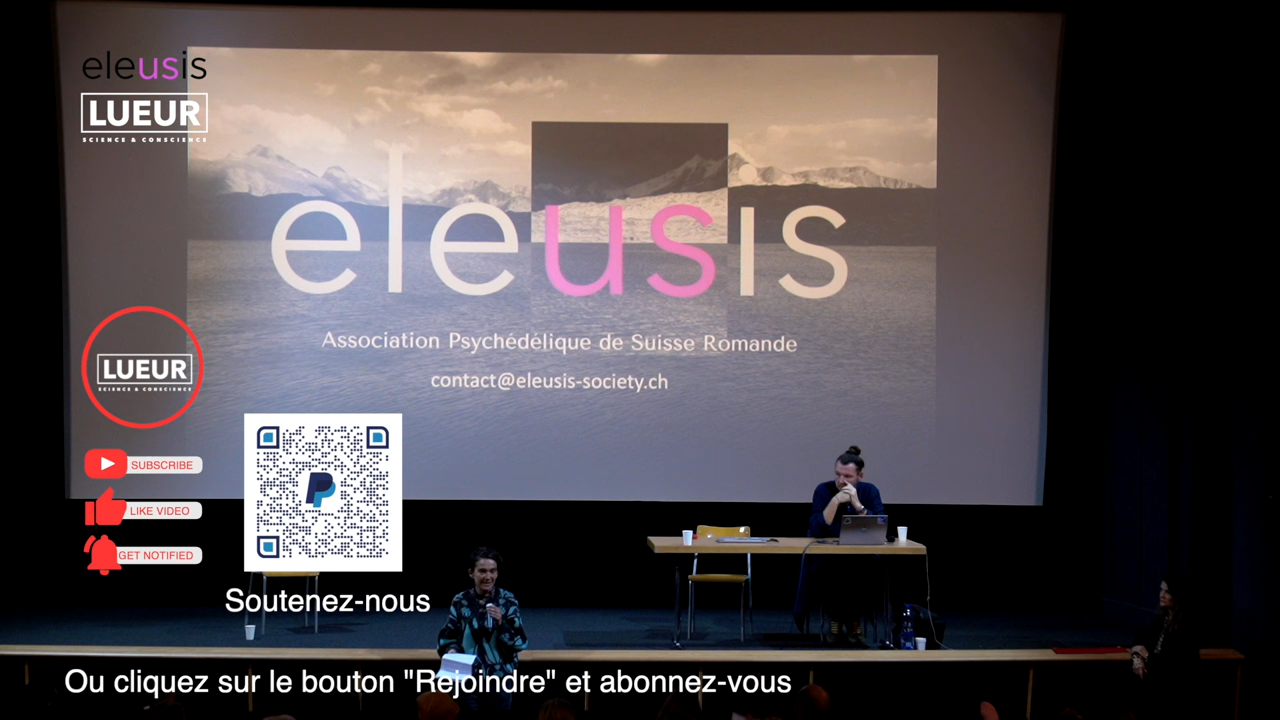 eleusis
LUEUR
SCIENCE & CONSCIENCE
eleusis
Association Psychédélique de Suisse Romande
contact@eleusis-society.ch
LUEUR
SCIENCE & CONSCIENCE
SUBSCRIBE
LIKE VIDEO
GET NOTIFIED
Soutenez-nous
Ou cliquez sur le bouton "Rejoindre" et abonnez-vous